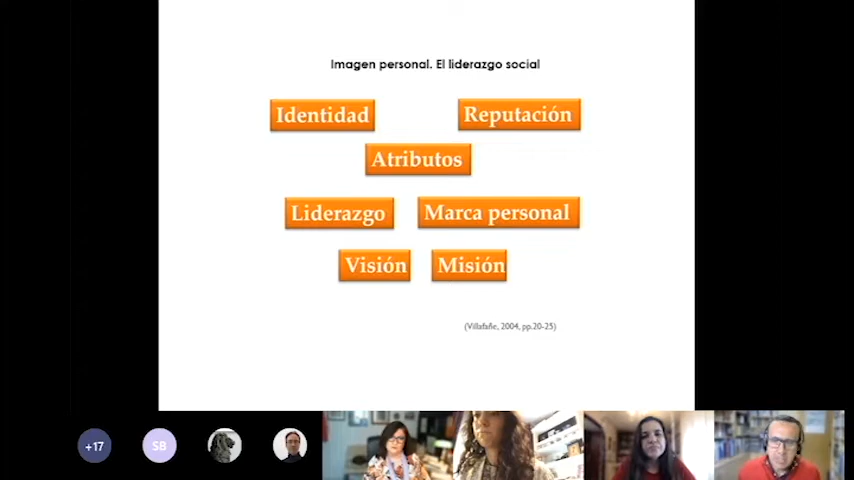 Imagen personal. El liderazgo social
Identidad
Reputación
Atributos
Liderazgo
Marca personal
Visión
Misión
(Villafañe, 2004, pp.20-25)
+17
SB